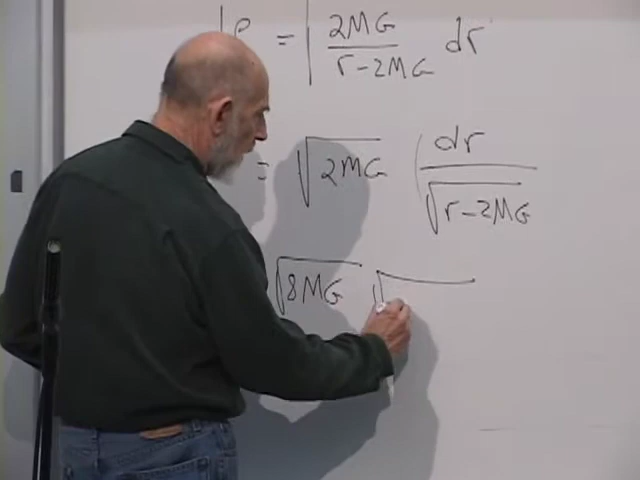 ρ = ∫ 2MG / r-2MG dr
= √2MG ∫ dr / √r-2MG
√8MG √